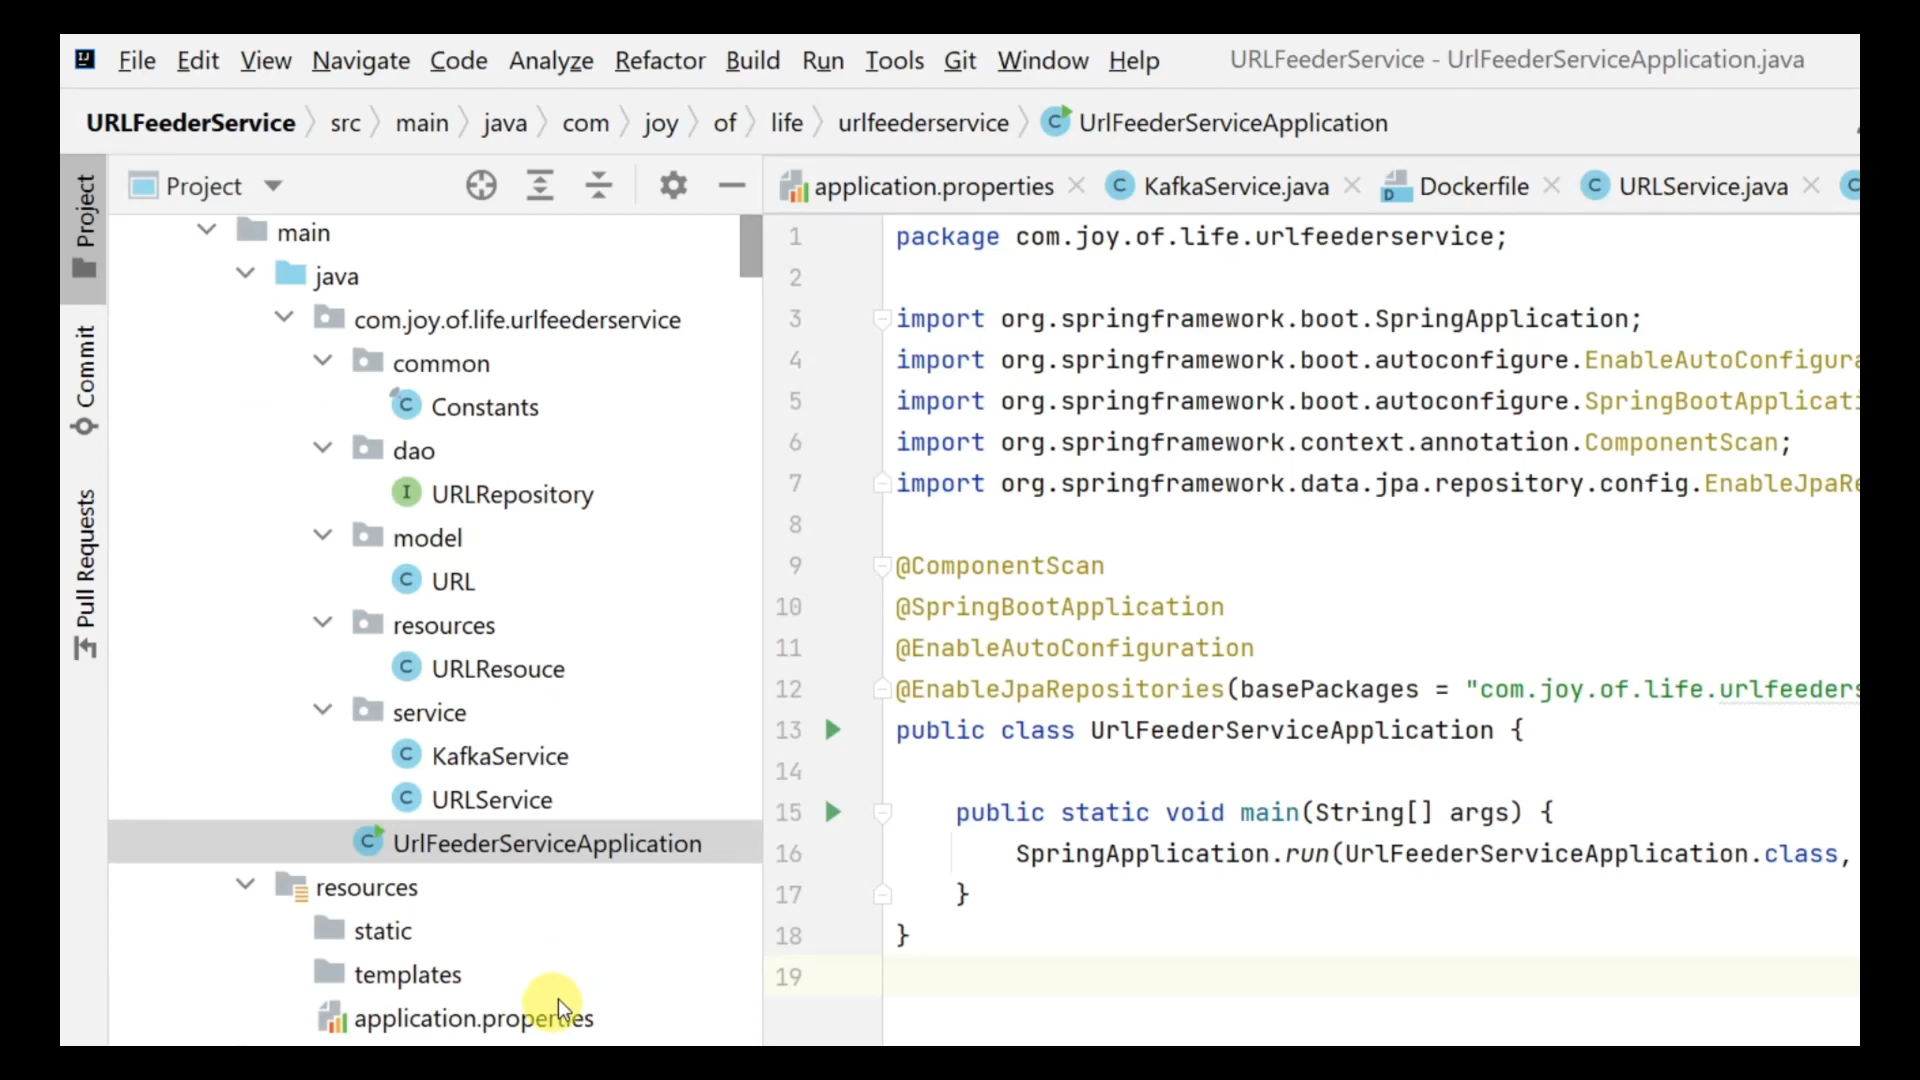 File Edit View Navigate Code Analyze Refactor Build Run Tools Git Window Help URLFeederService - UrlFeederServiceApplication.java
URLFeederService src main java com joy of life urlfeederservice UrlFeederServiceApplication
Project
Commit
Pull Requests
Project
main
java
com.joy.of.life.urlfeederservice
common
Constants
dao
URLRepository
model
URL
resources
URLResouce
service
KafkaService
URLService
UrlFeederServiceApplication
resources
static
templates
application.properties
application.properties KafkaService.java Dockerfile URLService.java
1 package com.joy.of.life.urlfeederservice;
2
3 import org.springframework.boot.SpringApplication;
4 import org.springframework.boot.autoconfigure.EnableAutoConfigura
5 import org.springframework.boot.autoconfigure.SpringBootApplicati
6 import org.springframework.context.annotation.ComponentScan;
7 import org.springframework.data.jpa.repository.config.EnableJpaRe
8
9 @ComponentScan
10 @SpringBootApplication
11 @EnableAutoConfiguration
12 @EnableJpaRepositories(basePackages = "com.joy.of.life.urlfeeders
13 public class UrlFeederServiceApplication {
14
15 public static void main(String[] args) {
16 SpringApplication.run(UrlFeederServiceApplication.class,
17 }
18 }
19